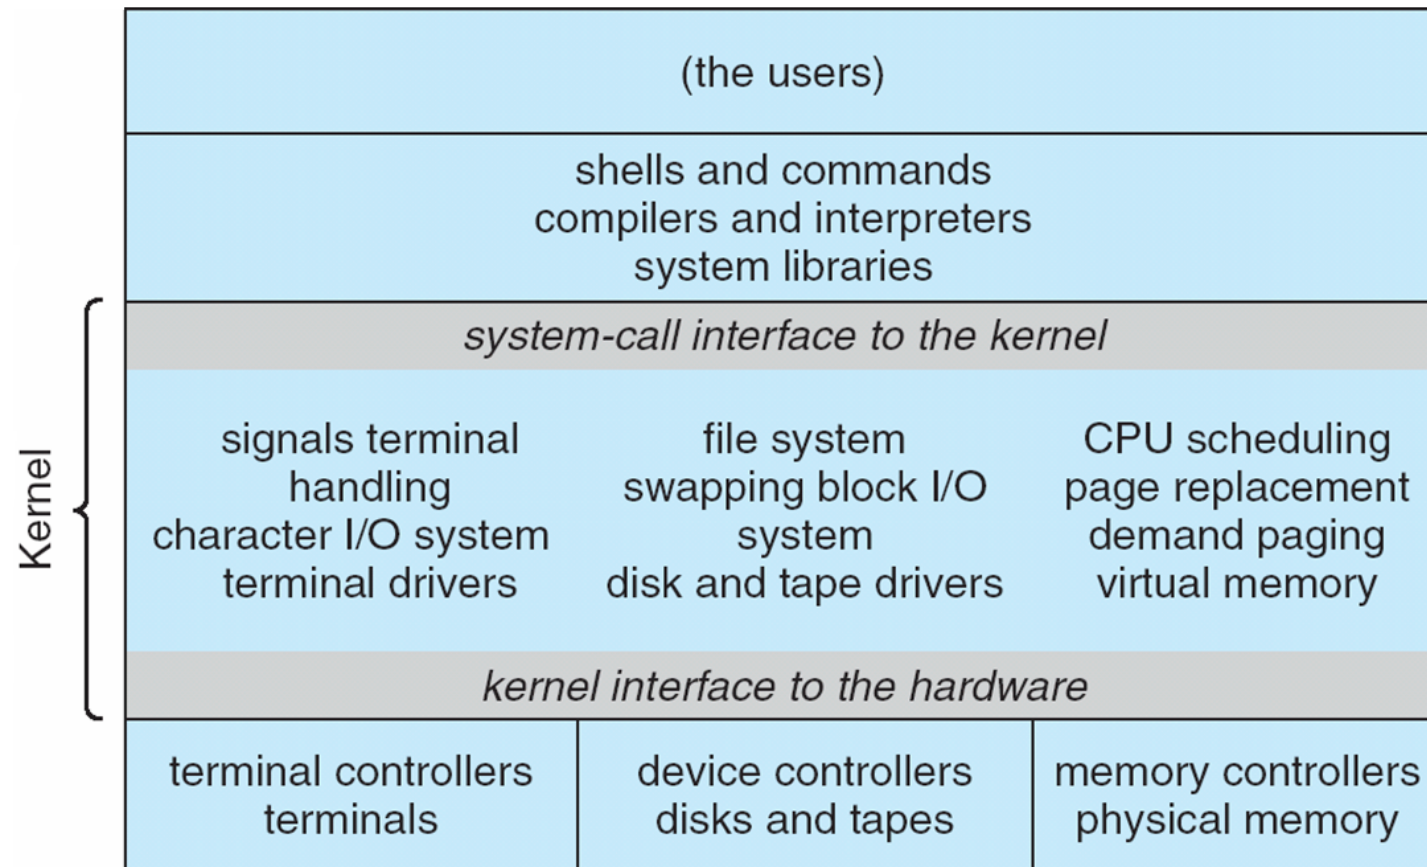 (the users)
shells and commands
compilers and interpreters
system libraries
Kernel
system-call interface to the kernel
signals terminal
handling
character I/O system
terminal drivers
file system
swapping block I/O
system
disk and tape drivers
CPU scheduling
page replacement
demand paging
virtual memory
kernel interface to the hardware
terminal controllers
terminals
device controllers
disks and tapes
memory controllers
physical memory